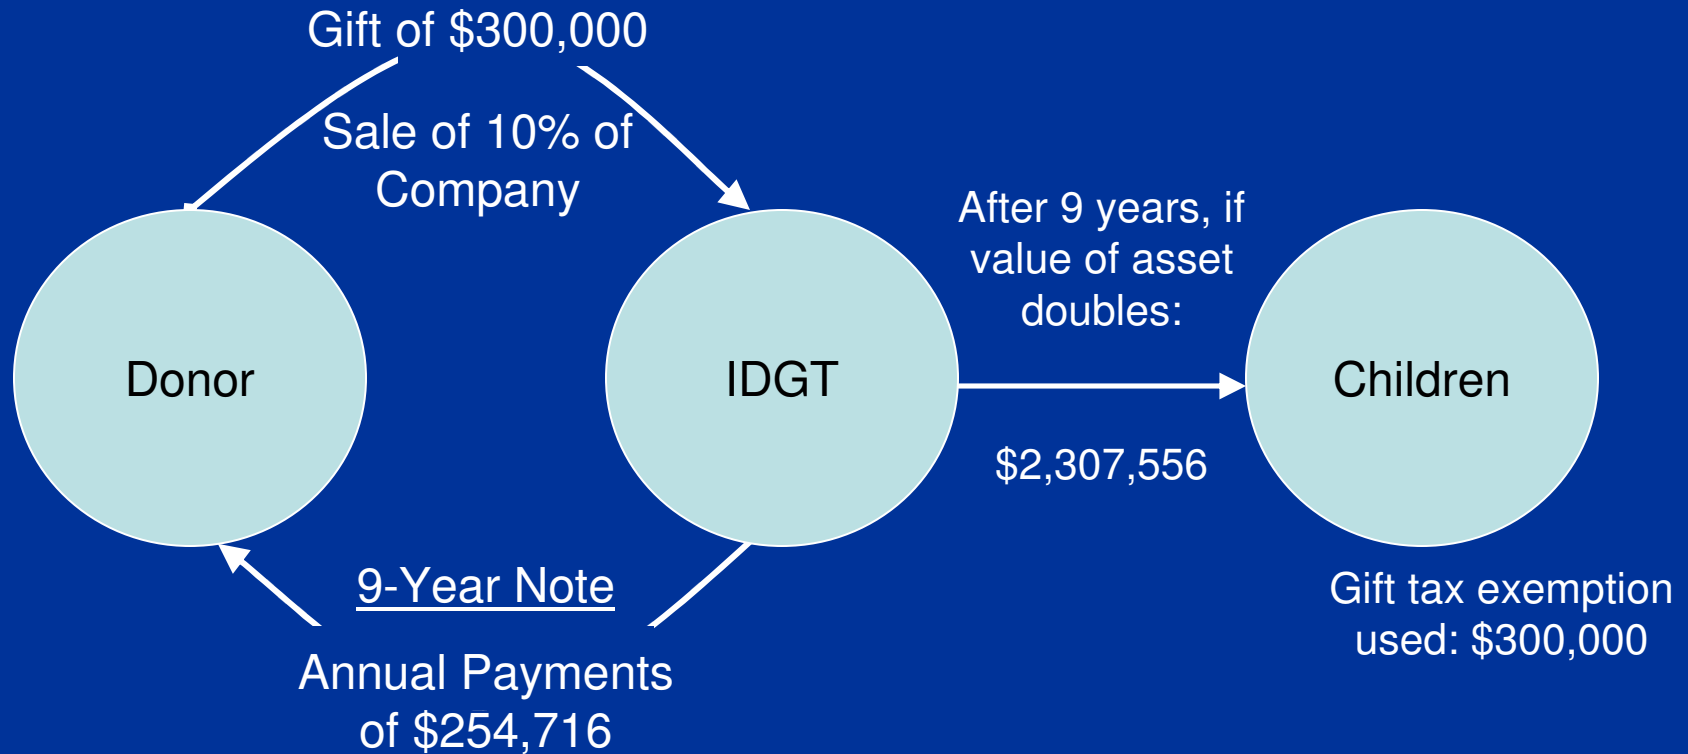 Gift of $300,000
Sale of 10% of
Company
Donor
IDGT
After 9 years, if
value of asset
doubles:
$2,307,556
Children
9-Year Note
Annual Payments
of $254,716
Gift tax exemption
used: $300,000